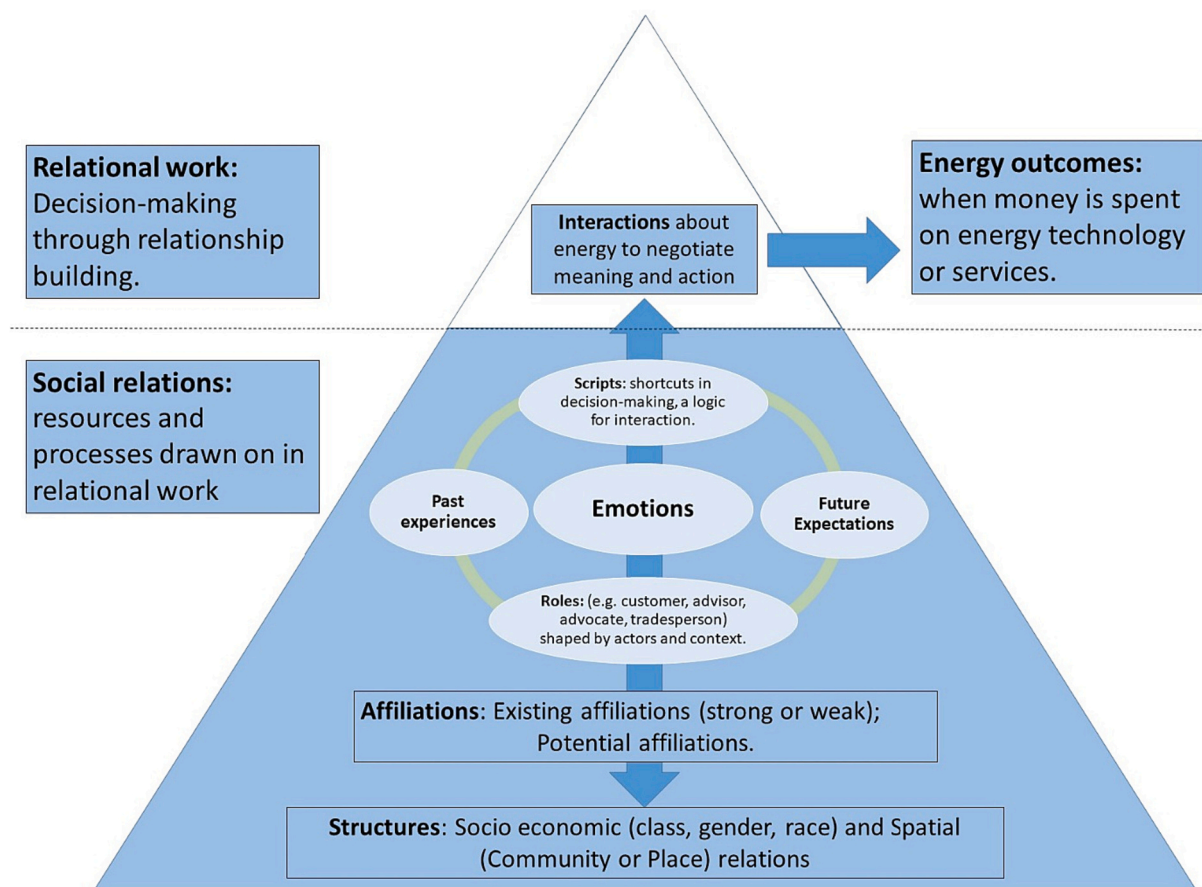 Relational work:
Decision-making
through relationship
building.
Interactions about
energy to negotiate
meaning and action
Energy outcomes:
when money is spent
on energy technology
or services.
Social relations:
resources and
processes drawn on in
relational work
Scripts: shortcuts in
decision-making, a logic
for interaction.
Past
experiences
Emotions
Future
Expectations
Roles: (e.g. customer, advisor,
advocate, tradesperson)
shaped by actors and context.
Affiliations: Existing affiliations (strong or weak);
Potential affiliations.
Structures: Socio economic (class, gender, race) and Spatial
(Community or Place) relations